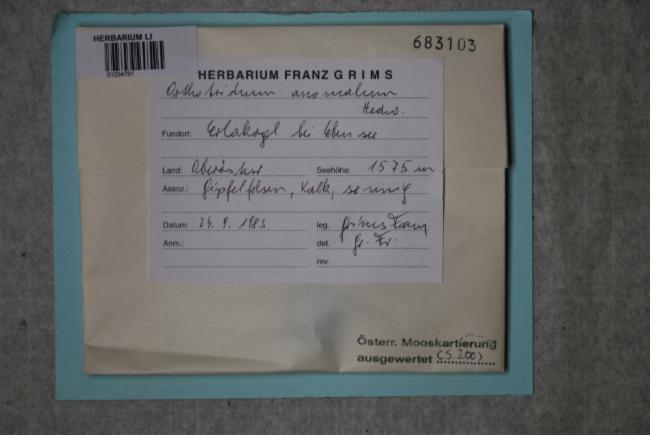 HERBARIUM LI
01254761
683103
HERBARIUM FRANZ GRIMS
Orthotrichum anomalum
Hedw.
Fundort: Erlakogl bei Ebensee
Land: Oberösterr. Seehöhe: 1575 m
Assoz.: Gipfelfelsen, Kalk, sonnig
Datum: 24. 9. 1983 leg. Grims Franz
Anm.: det. Gr. Fr.
rev.
Österr. Mooskartierung
ausgewertet CS.2003